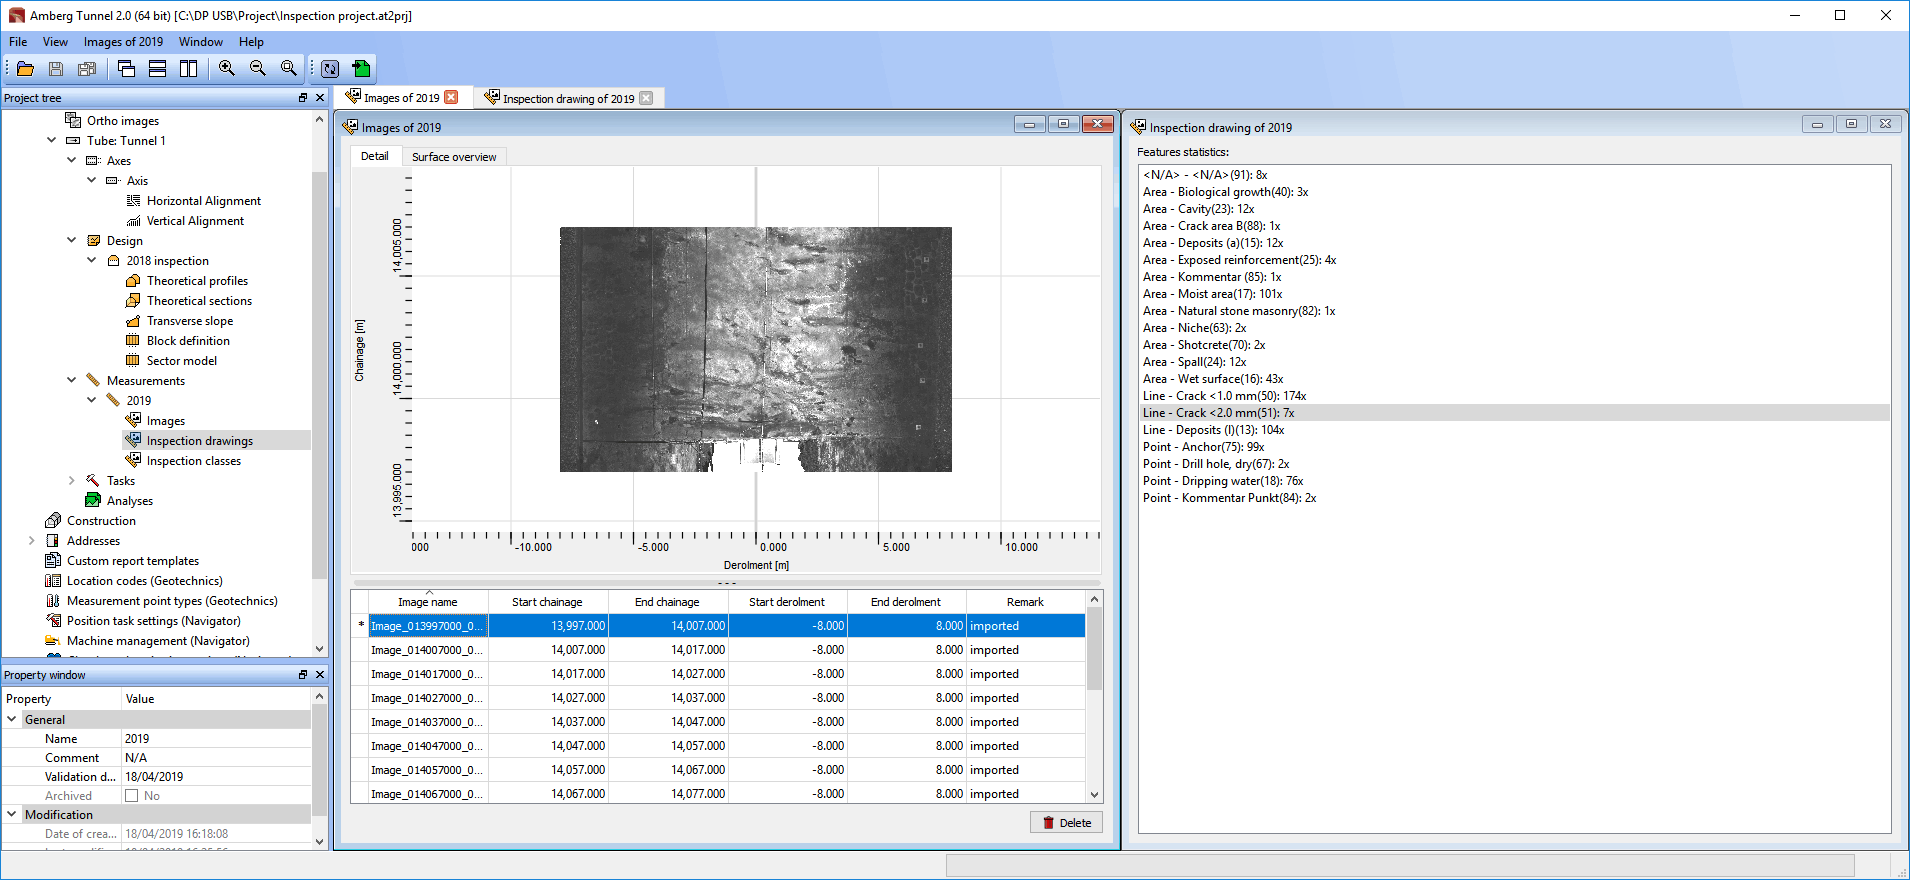 Amberg Tunnel 2.0 (64 bit) [C:\DP USB\Project\Inspection project.at2prj]
File View Images of 2019 Window Help
Project tree
Ortho images
Tube: Tunnel 1
Axes
Axis
Horizontal Alignment
Vertical Alignment
Design
2018 inspection
Theoretical profiles
Theoretical sections
Transverse slope
Block definition
Sector model
Measurements
2019
Images
Inspection drawings
Inspection classes
Tasks
Analyses
Construction
Addresses
Custom report templates
Location codes (Geotechnics)
Measurement point types (Geotechnics)
Position task settings (Navigator)
Machine management (Navigator)
Property window
Property Value
General
Name 2019
Comment N/A
Validation d... 18/04/2019
Archived No
Modification
Date of crea... 18/04/2019 16:18:08
Images of 2019
Inspection drawing of 2019
Images of 2019
Detail Surface overview
Chainage [m]
14,005.000
14,000.000
13,995.000
000 -10.000 -5.000 0.000 5.000 10.000
Derolment [m]
Image name Start chainage End chainage Start derolment End derolment Remark
* Image_013997000_0... 13,997.000 14,007.000 -8.000 8.000 imported
Image_014007000_0... 14,007.000 14,017.000 -8.000 8.000 imported
Image_014017000_0... 14,017.000 14,027.000 -8.000 8.000 imported
Image_014027000_0... 14,027.000 14,037.000 -8.000 8.000 imported
Image_014037000_0... 14,037.000 14,047.000 -8.000 8.000 imported
Image_014047000_0... 14,047.000 14,057.000 -8.000 8.000 imported
Image_014057000_0... 14,057.000 14,067.000 -8.000 8.000 imported
Image_014067000_0... 14,067.000 14,077.000 -8.000 8.000 imported
Delete
Inspection drawing of 2019
Features statistics:
<N/A> - <N/A>(91): 8x
Area - Biological growth(40): 3x
Area - Cavity(23): 12x
Area - Crack area B(88): 1x
Area - Deposits (a)(15): 12x
Area - Exposed reinforcement(25): 4x
Area - Kommentar (85): 1x
Area - Moist area(17): 101x
Area - Natural stone masonry(82): 1x
Area - Niche(63): 2x
Area - Shotcrete(70): 2x
Area - Spall(24): 12x
Area - Wet surface(16): 43x
Line - Crack <1.0 mm(50): 174x
Line - Crack <2.0 mm(51): 7x
Line - Deposits (l)(13): 104x
Point - Anchor(75): 99x
Point - Drill hole, dry(67): 2x
Point - Dripping water(18): 76x
Point - Kommentar Punkt(84): 2x